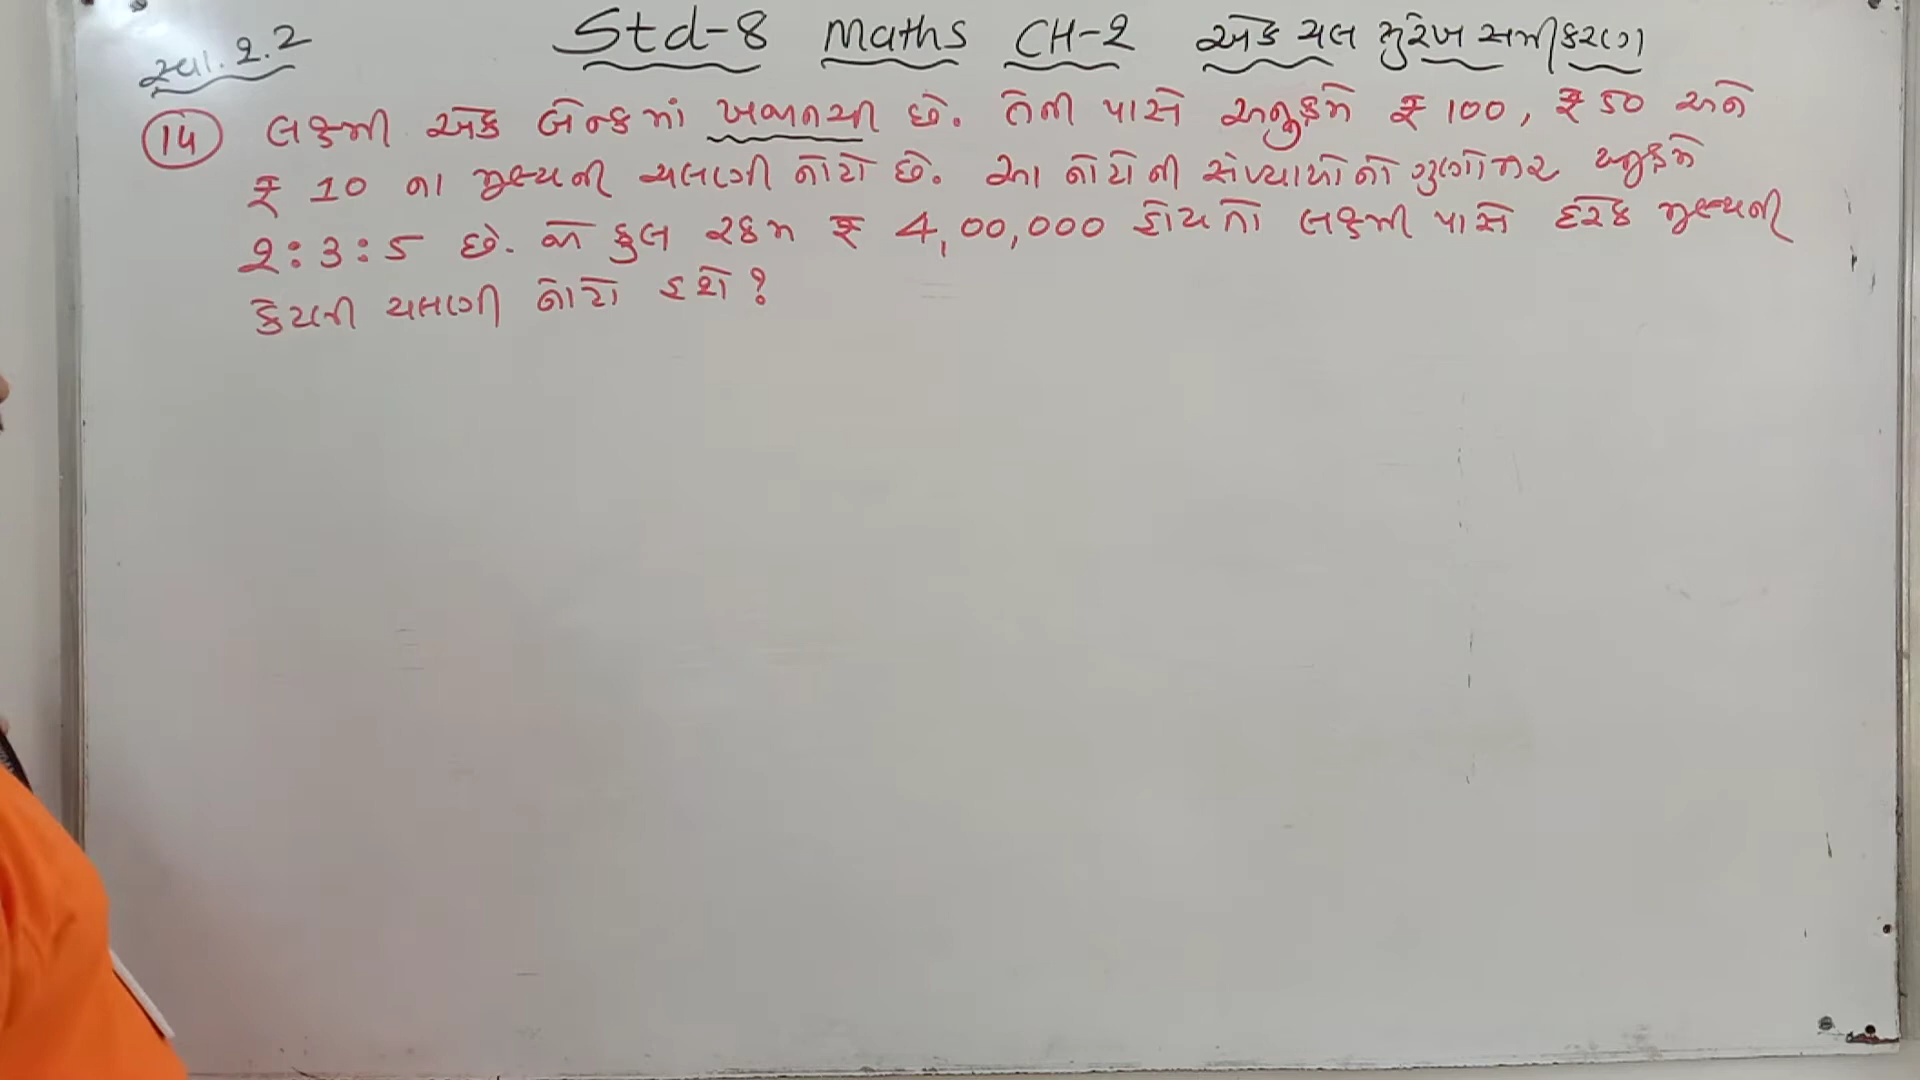 સ્વા. 2.2
Std-8 Maths CH-2 એક ચલ સુરેખ સમીકરણ
14 લક્ષ્મી એક બેન્કમાં ખજાનચી છે. તેની પાસે અનુક્રમે ₹ 100, ₹ 50 અને
₹ 10 ના મૂલ્યની ચલણી નોટો છે. આ નોટોની સંખ્યાઓનો ગુણોત્તર અનુક્રમે
2:3:5 છે. જો કુલ રકમ ₹ 4,00,000 હોય તો લક્ષ્મી પાસે દરેક મૂલ્યની
કેટલી ચલણી નોટો હશે?